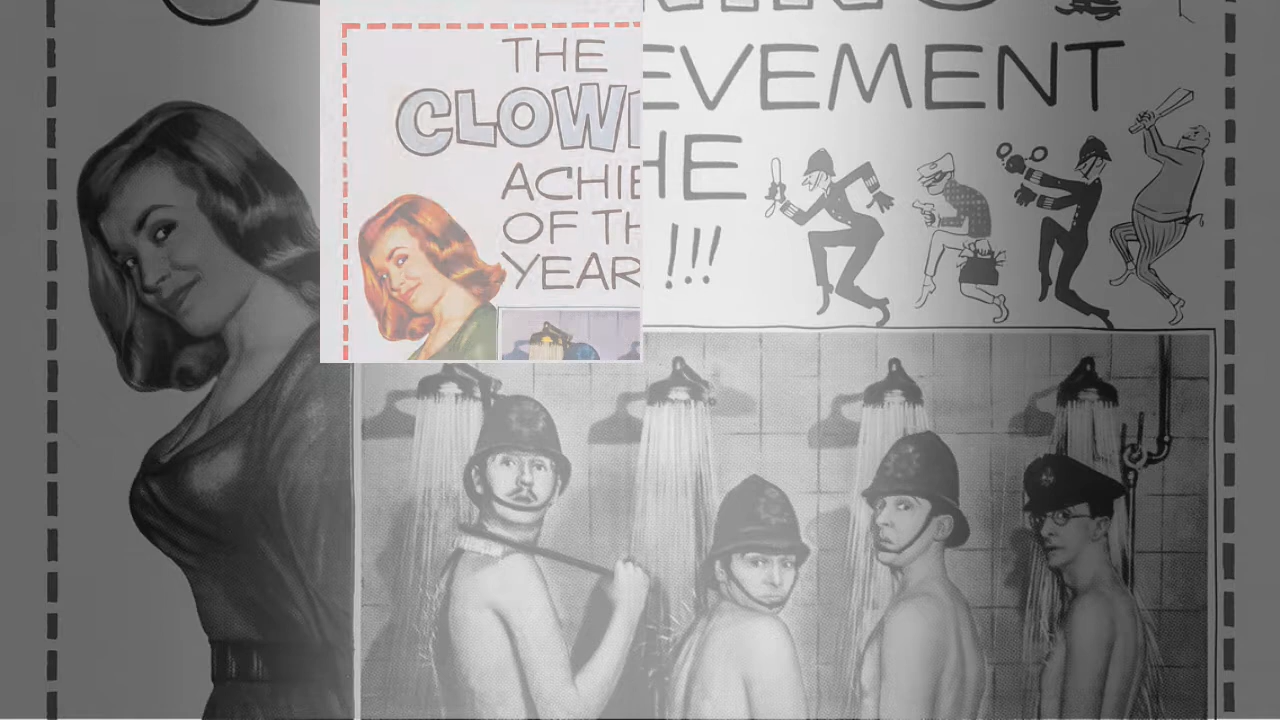 THE
CLOW
ACHIE
OF TH
YEAR
EVEMENT
HE
!!!